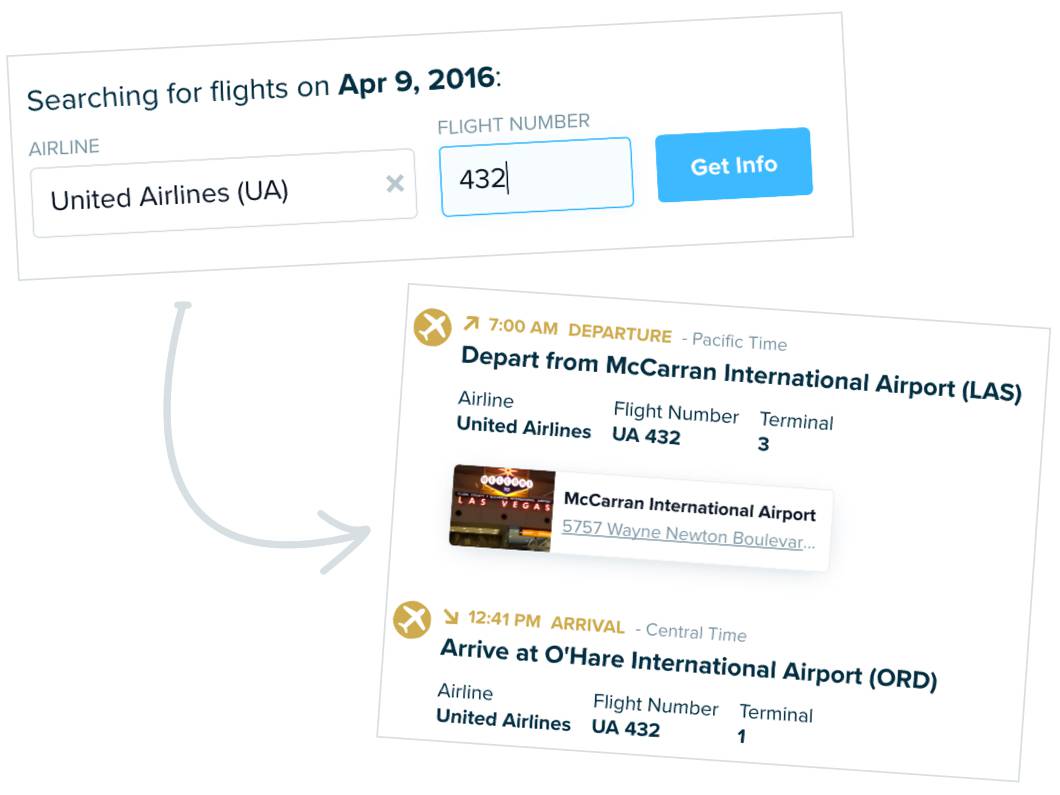 Searching for flights on Apr 9, 2016:
AIRLINE
FLIGHT NUMBER
United Airlines (UA)
432
Get Info
7:00 AM DEPARTURE - Pacific Time
Depart from McCarran International Airport (LAS)
Airline
Flight Number
Terminal
United Airlines
UA 432
3
WELCOME
TO
LAS VEGAS
McCarran International Airport
5757 Wayne Newton Boulevar...
12:41 PM ARRIVAL - Central Time
Arrive at O'Hare International Airport (ORD)
Airline
Flight Number
Terminal
United Airlines
UA 432
1